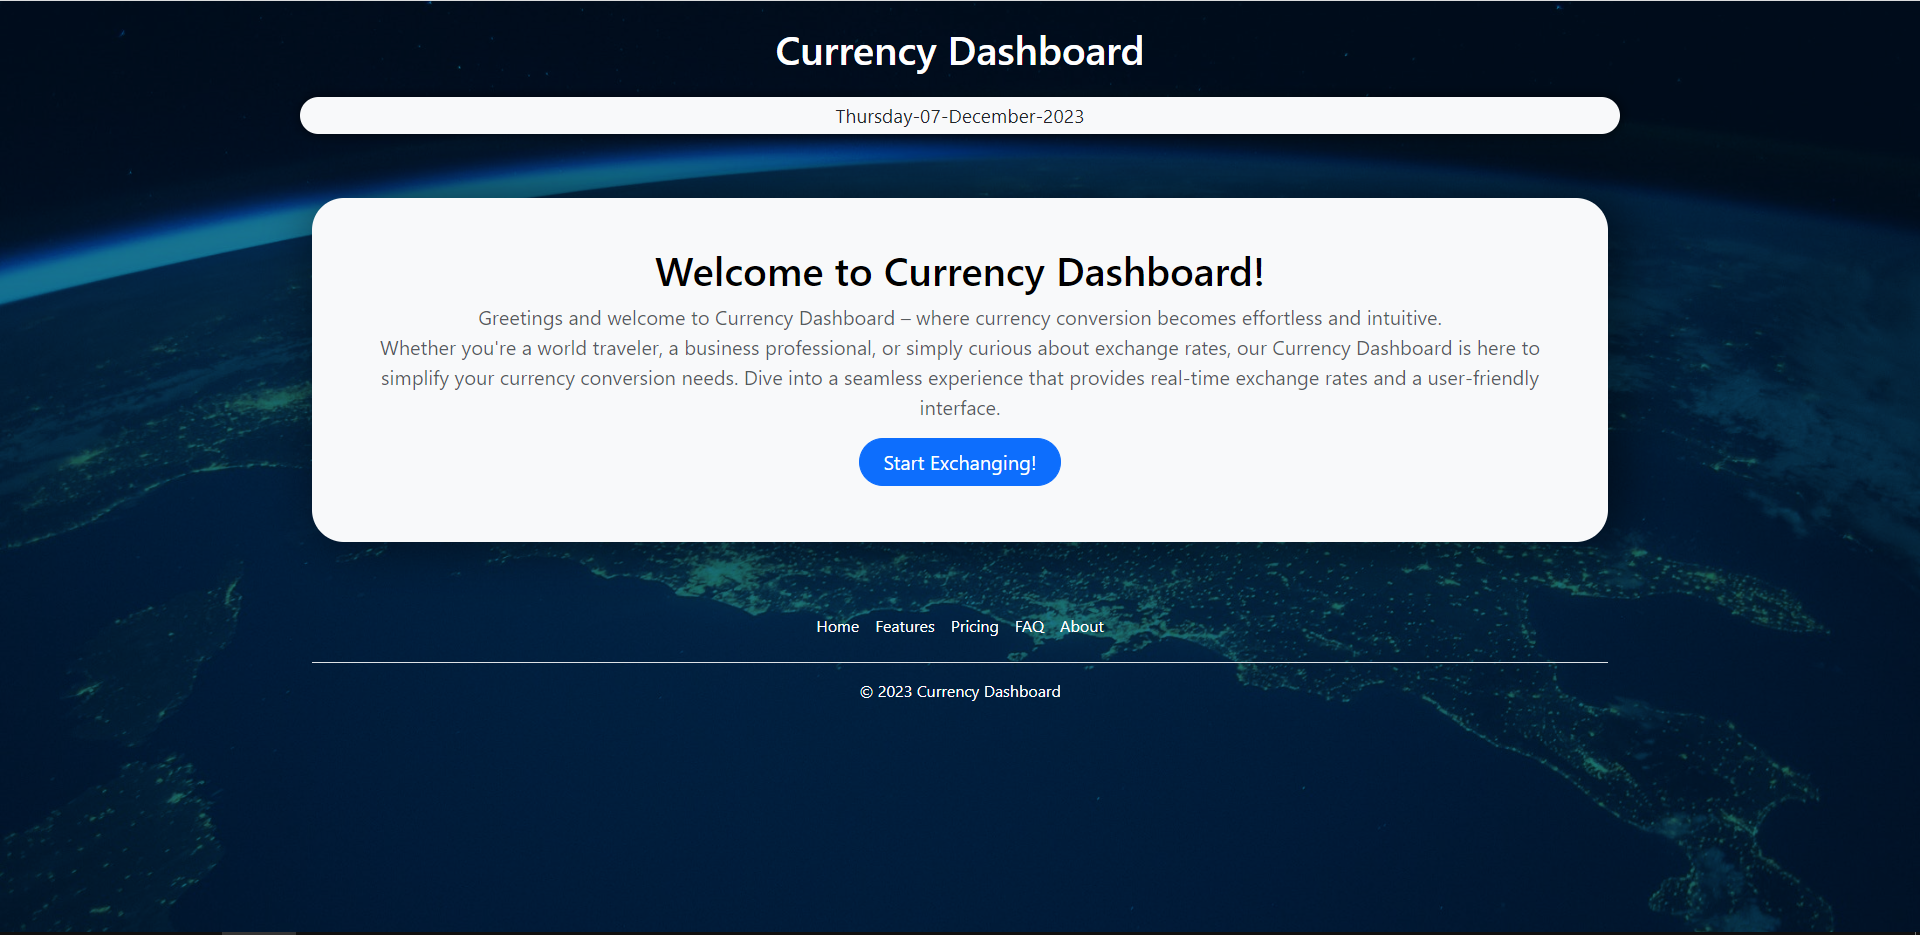 Currency Dashboard
Thursday-07-December-2023
Welcome to Currency Dashboard!
Greetings and welcome to Currency Dashboard – where currency conversion becomes effortless and intuitive.
Whether you're a world traveler, a business professional, or simply curious about exchange rates, our Currency Dashboard is here to
simplify your currency conversion needs. Dive into a seamless experience that provides real-time exchange rates and a user-friendly
interface.
Start Exchanging!
Home Features Pricing FAQ About
© 2023 Currency Dashboard